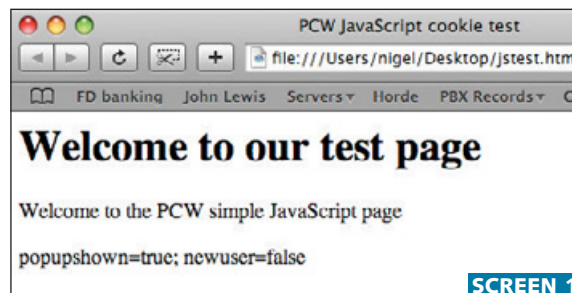 PCW JavaScript cookie test
file:///Users/nigel/Desktop/jstest.htm
FD banking John Lewis Servers Horde PBX Records
Welcome to our test page
Welcome to the PCW simple JavaScript page
popupshown=true; newuser=false
SCREEN 1